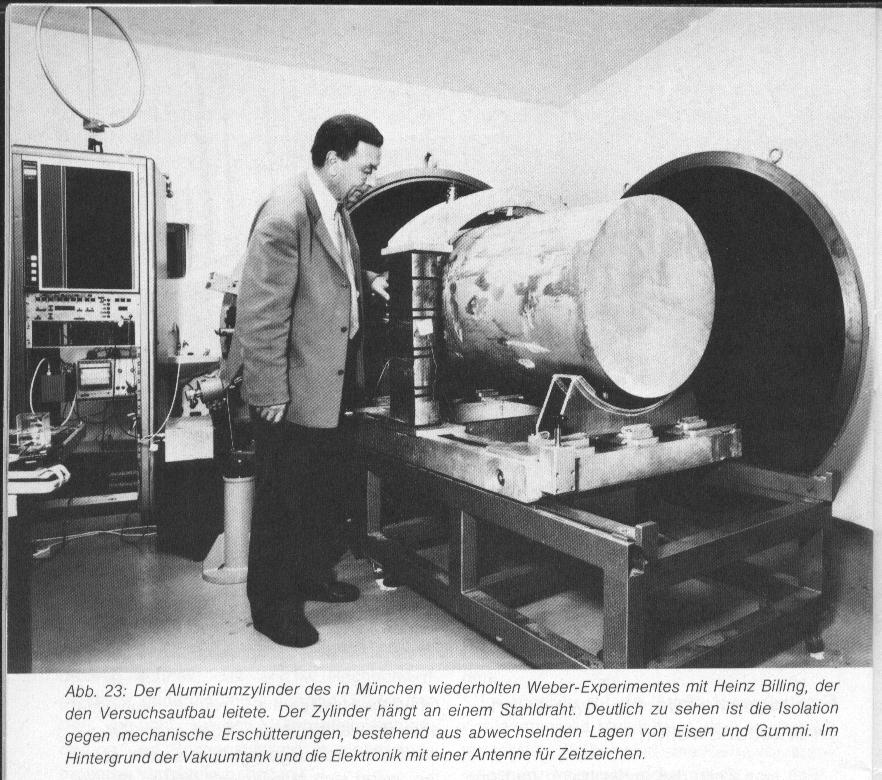 Abb. 23: Der Aluminiumzylinder des in München wiederholten Weber-Experimentes mit Heinz Billing, der
den Versuchsaufbau leitete. Der Zylinder hängt an einem Stahldraht. Deutlich zu sehen ist die Isolation
gegen mechanische Erschütterungen, bestehend aus abwechselnden Lagen von Eisen und Gummi. Im
Hintergrund der Vakuumtank und die Elektronik mit einer Antenne für Zeitzeichen.